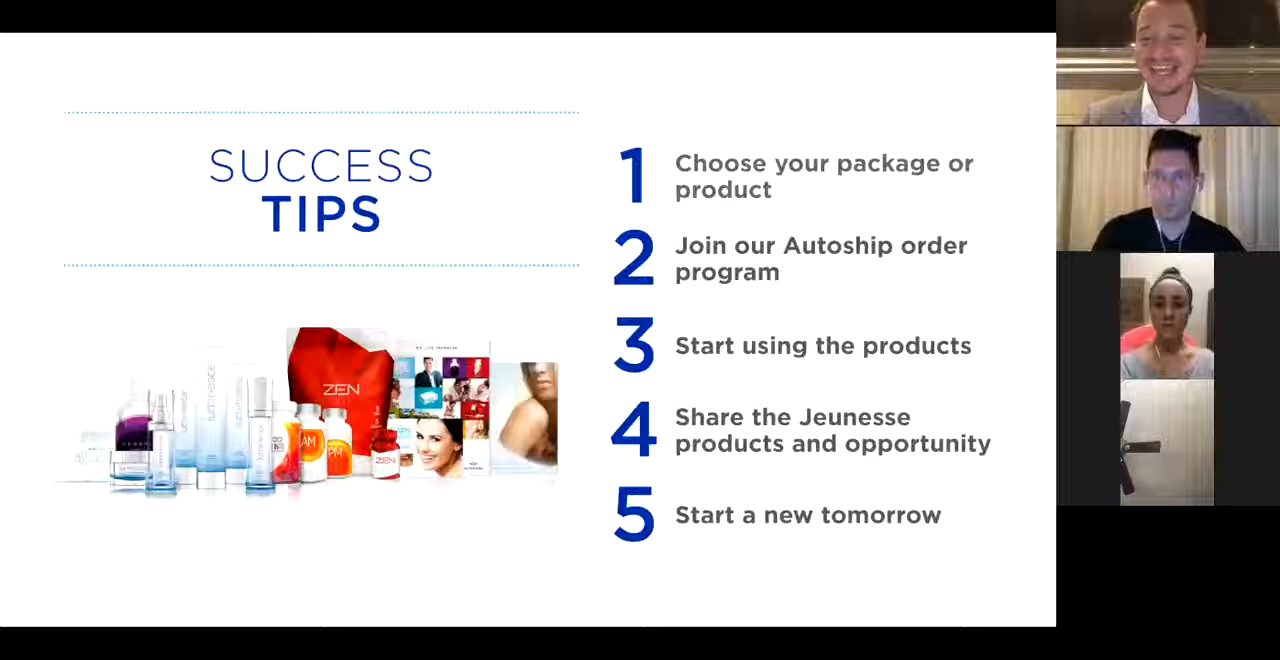 SUCCESS
TIPS
1
Choose your package or
product
2
Join our Autoship order
program
3
Start using the products
4
Share the Jeunesse
products and opportunity
5
Start a new tomorrow
ZEN
AM
PM
ZEN